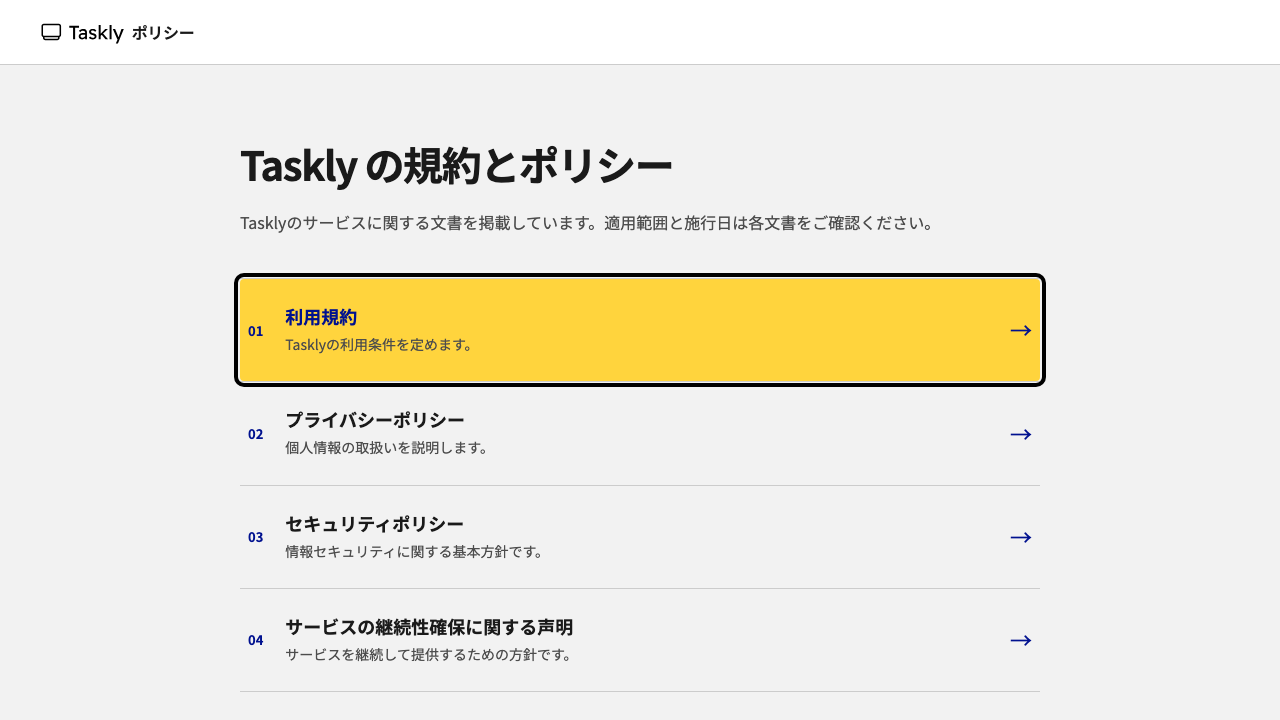 Taskly ポリシー
Taskly の規約とポリシー
Tasklyのサービスに関する文書を掲載しています。適用範囲と施行日は各文書をご確認ください。
01 利用規約 →
Tasklyの利用条件を定めます。
02 プライバシーポリシー →
個人情報の取扱いを説明します。
03 セキュリティポリシー →
情報セキュリティに関する基本方針です。
04 サービスの継続性確保に関する声明 →
サービスを継続して提供するための方針です。